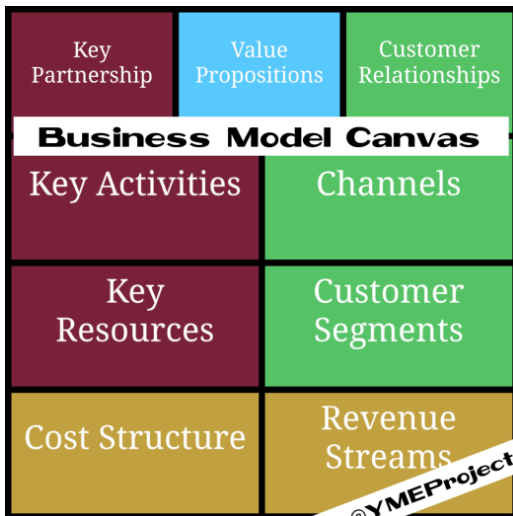 Key
Partnership
Value
Propositions
Customer
Relationships
Business Model Canvas
Key Activities
Channels
Key
Resources
Customer
Segments
Cost Structure
Revenue
Streams
@YMEProject